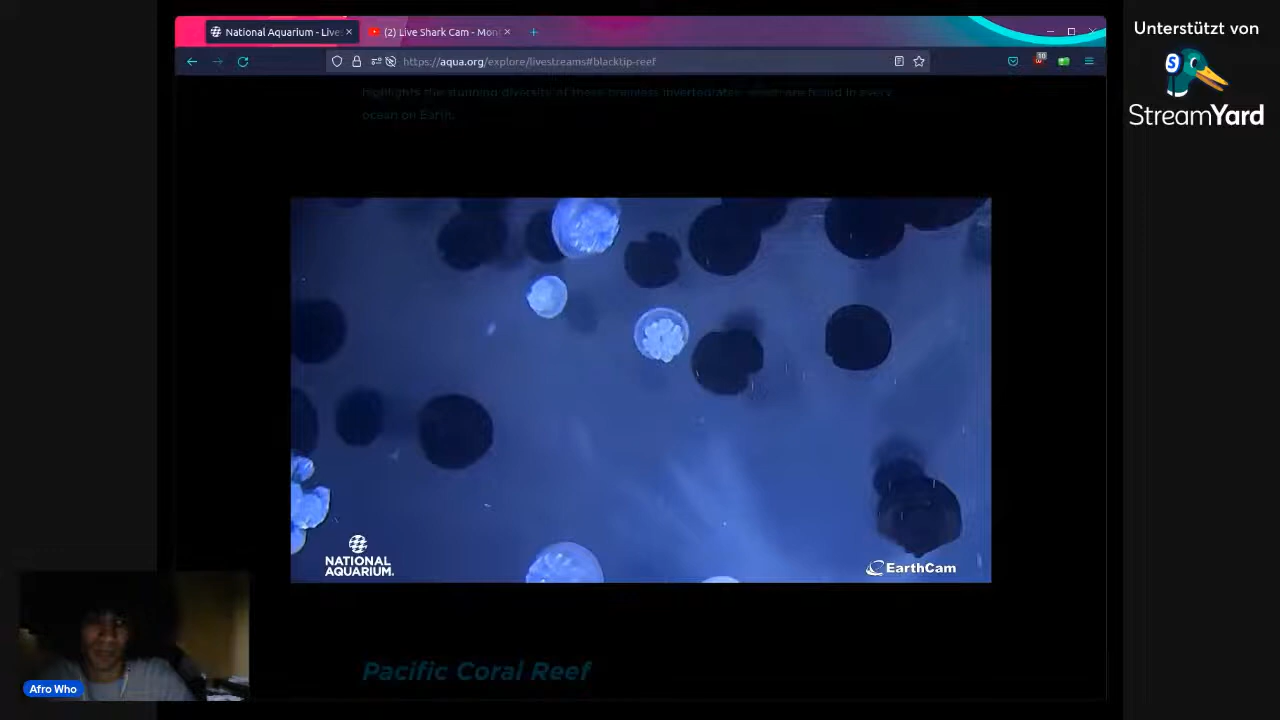 National Aquarium - Live
(2) Live Shark Cam - Mon
https://aqua.org/explore/livestreams#blacktip-reef
highlights the stunning diversity of these brainless invertebrates, which are found in every
ocean on Earth.
NATIONAL
AQUARIUM.
EarthCam
Pacific Coral Reef
Afro Who
Unterstützt von
S
StreamYard